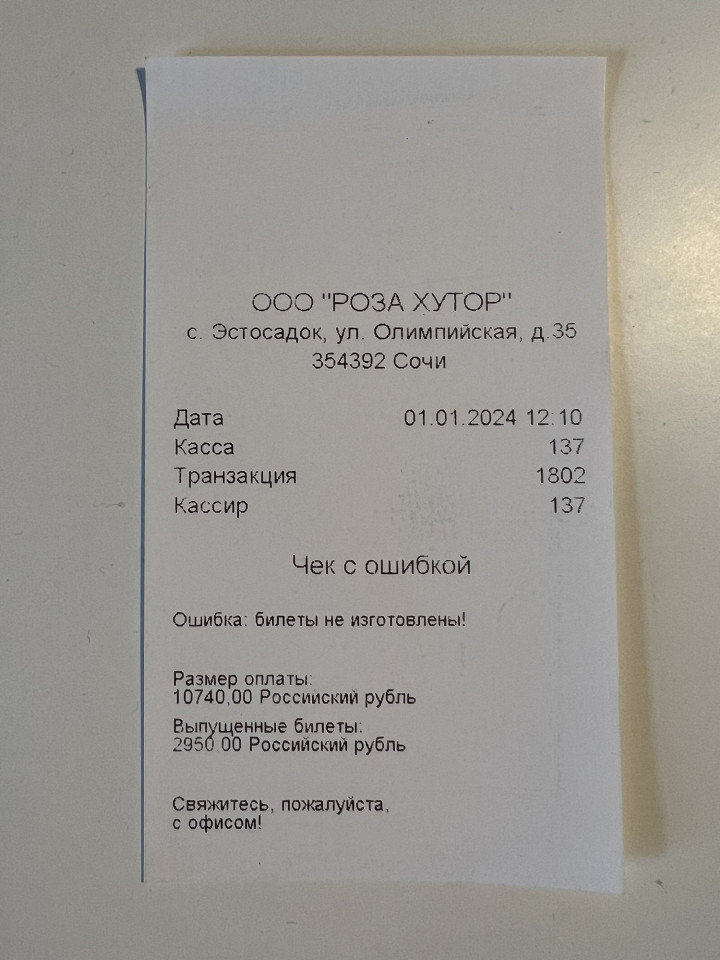 ООО "РОЗА ХУТОР"
с. Эстосадок, ул. Олимпийская, д.35
354392 Сочи
Дата 01.01.2024 12:10
Касса 137
Транзакция 1802
Кассир 137
Чек с ошибкой
Ошибка: билеты не изготовлены!
Размер оплаты:
10740,00 Российский рубль
Выпущенные билеты:
2950,00 Российский рубль
Свяжитесь, пожалуйста,
с офисом!